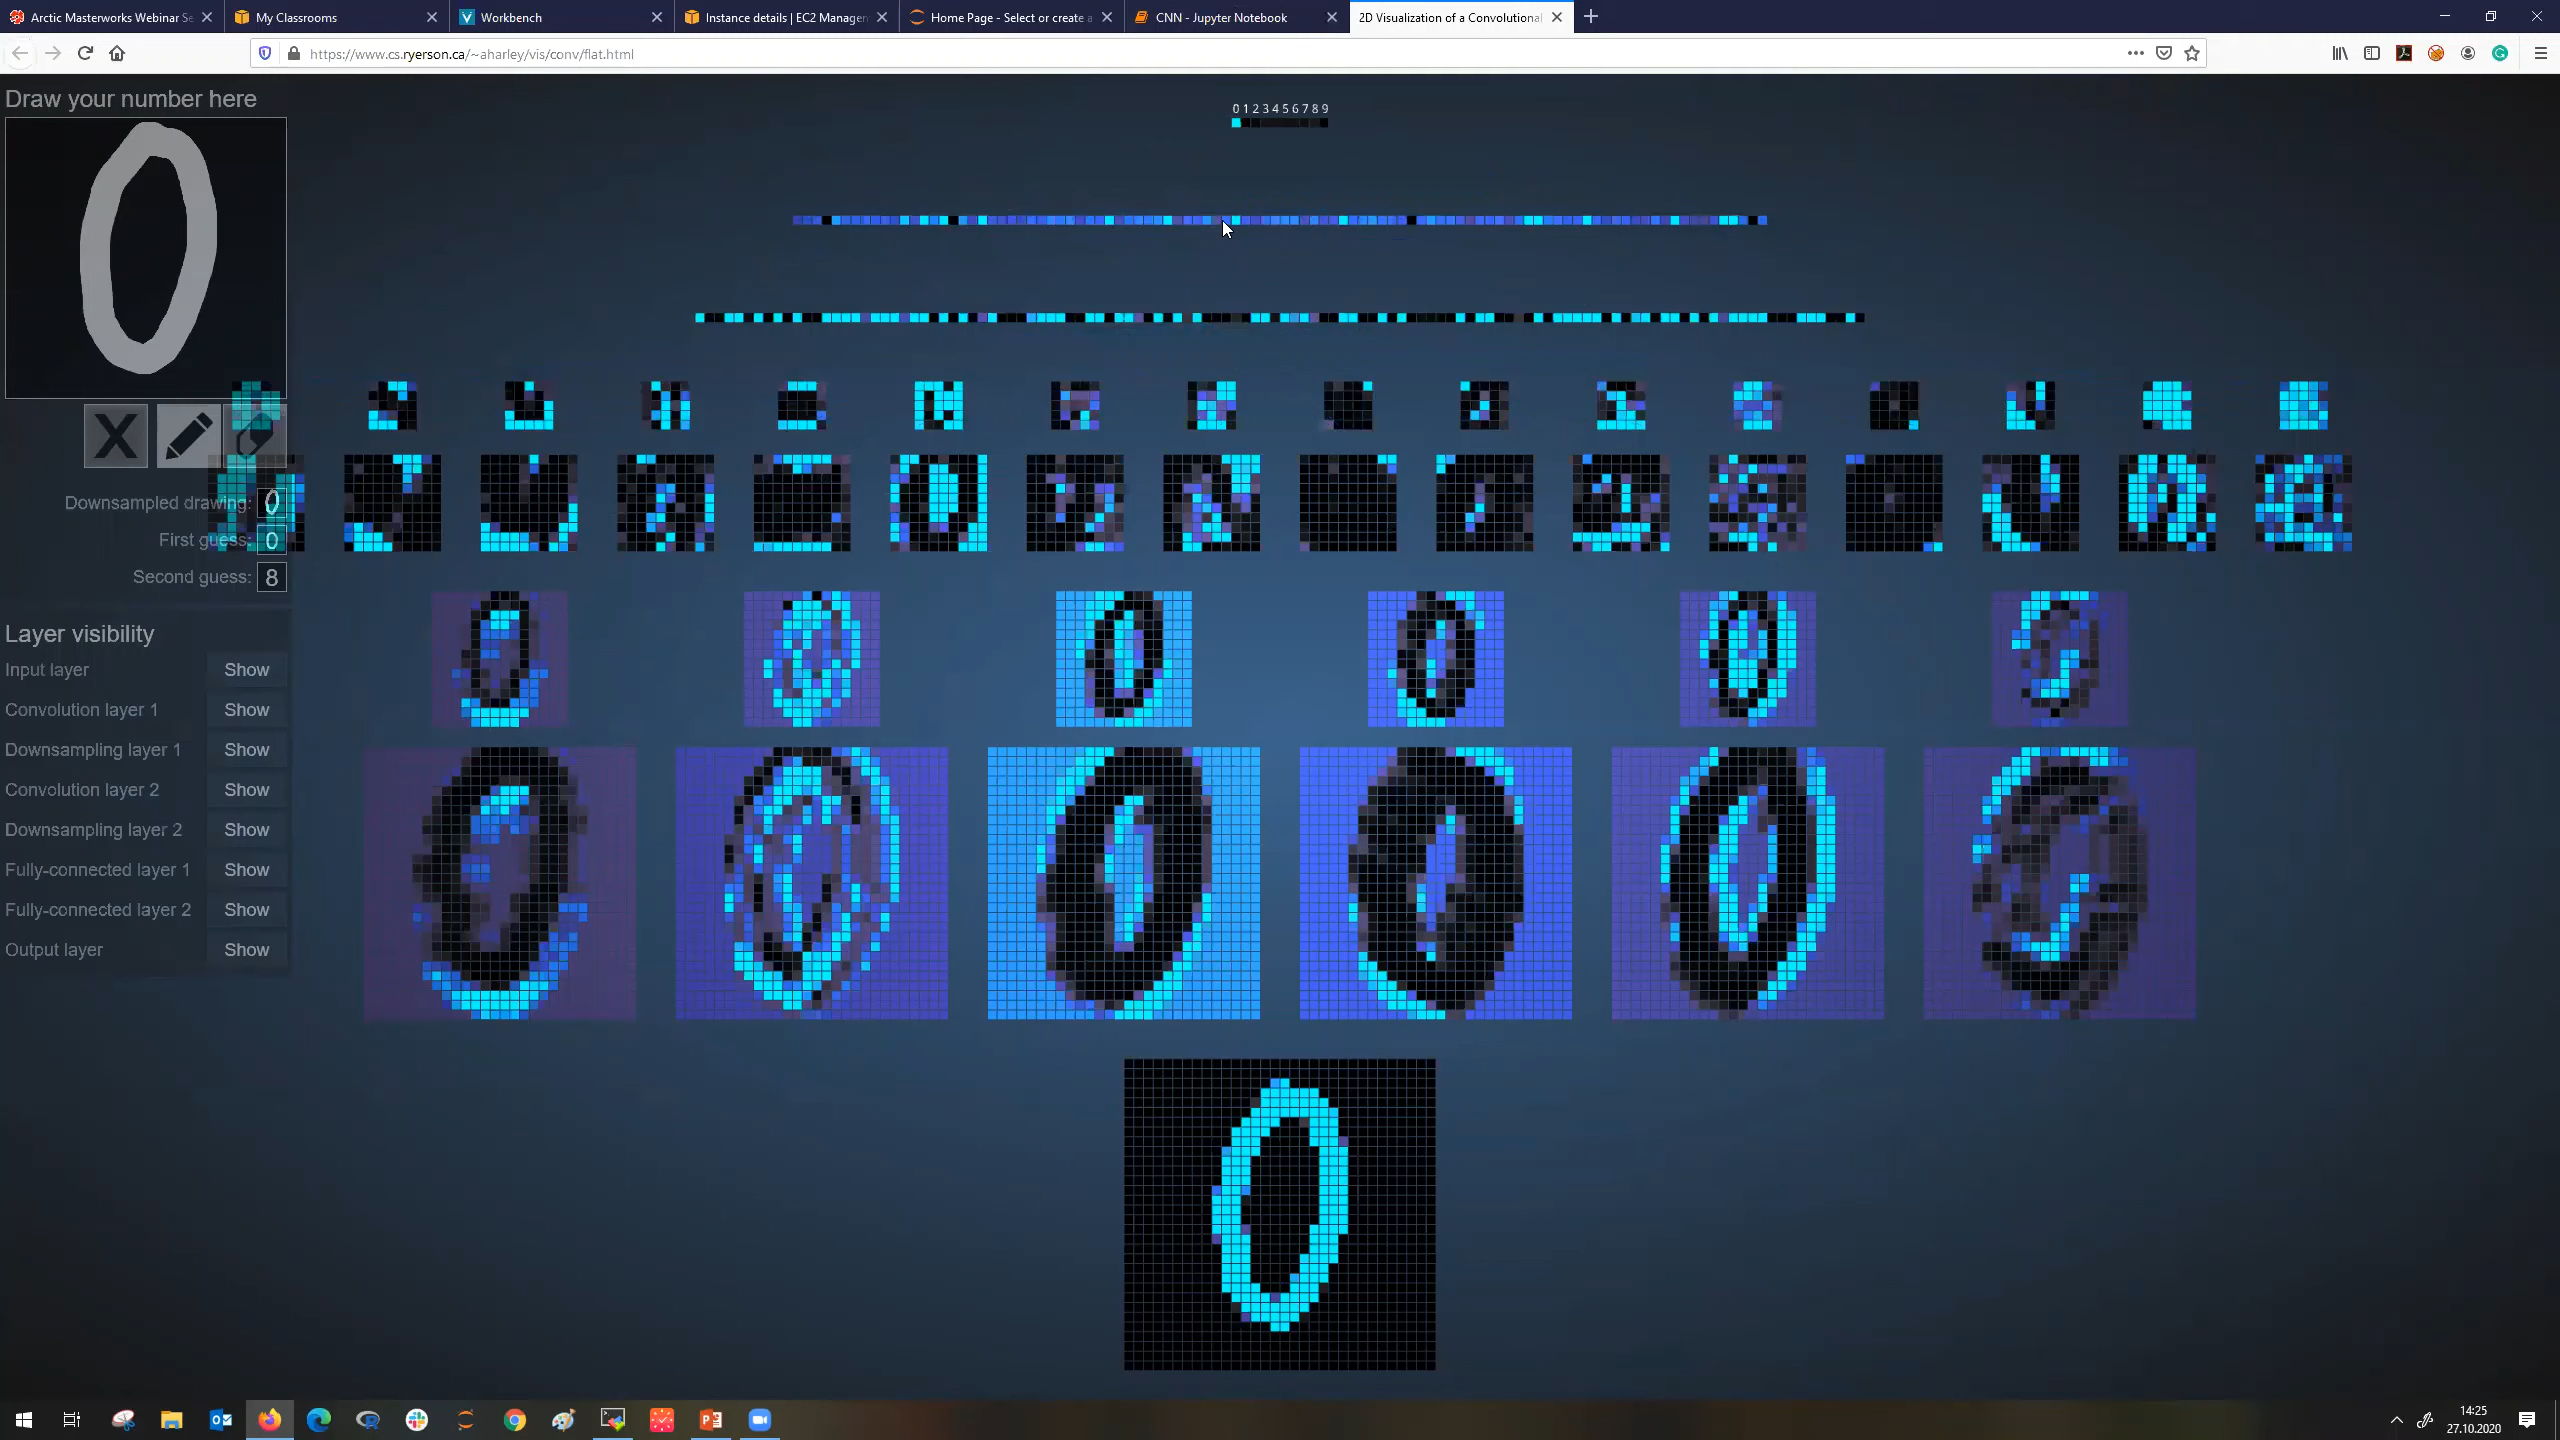 Arctic Masterworks Webinar Se
My Classrooms
Workbench
Instance details | EC2 Managem
Home Page - Select or create a
CNN - Jupyter Notebook
2D Visualization of a Convolutional
https://www.cs.ryerson.ca/~aharley/vis/conv/flat.html
Draw your number here
0 1 2 3 4 5 6 7 8 9
X
Downsampled drawing: 0
First guess: 0
Second guess: 8
Layer visibility
Input layer Show
Convolution layer 1 Show
Downsampling layer 1 Show
Convolution layer 2 Show
Downsampling layer 2 Show
Fully-connected layer 1 Show
Fully-connected layer 2 Show
Output layer Show
14:25
27.10.2020